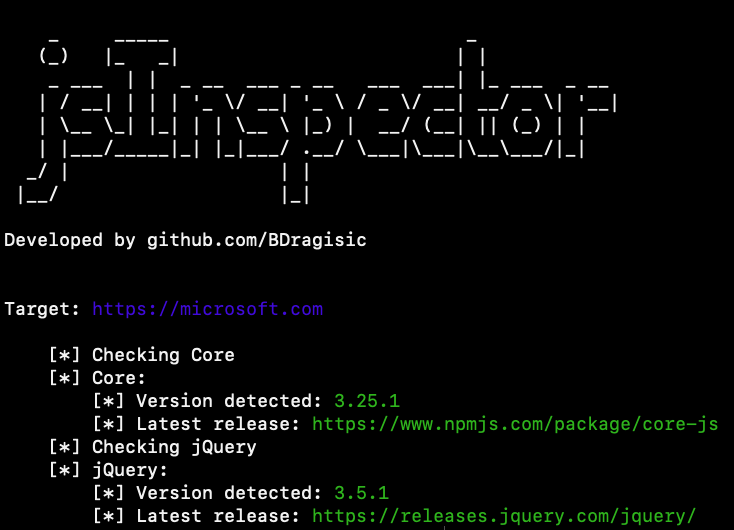 jsInspector
Developed by github.com/BDragisic
Target: https://microsoft.com
[*] Checking Core
[*] Core:
[*] Version detected: 3.25.1
[*] Latest release: https://www.npmjs.com/package/core-js
[*] Checking jQuery
[*] jQuery:
[*] Version detected: 3.5.1
[*] Latest release: https://releases.jquery.com/jquery/